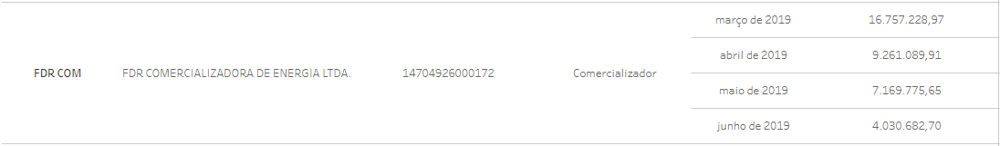 março de 2019 16.757.228,97
abril de 2019 9.261.089,91
FDR COM FDR COMERCIALIZADORA DE ENERGIA LTDA. 14704926000172 Comercializador
maio de 2019 7.169.775,65
junho de 2019 4.030.682,70